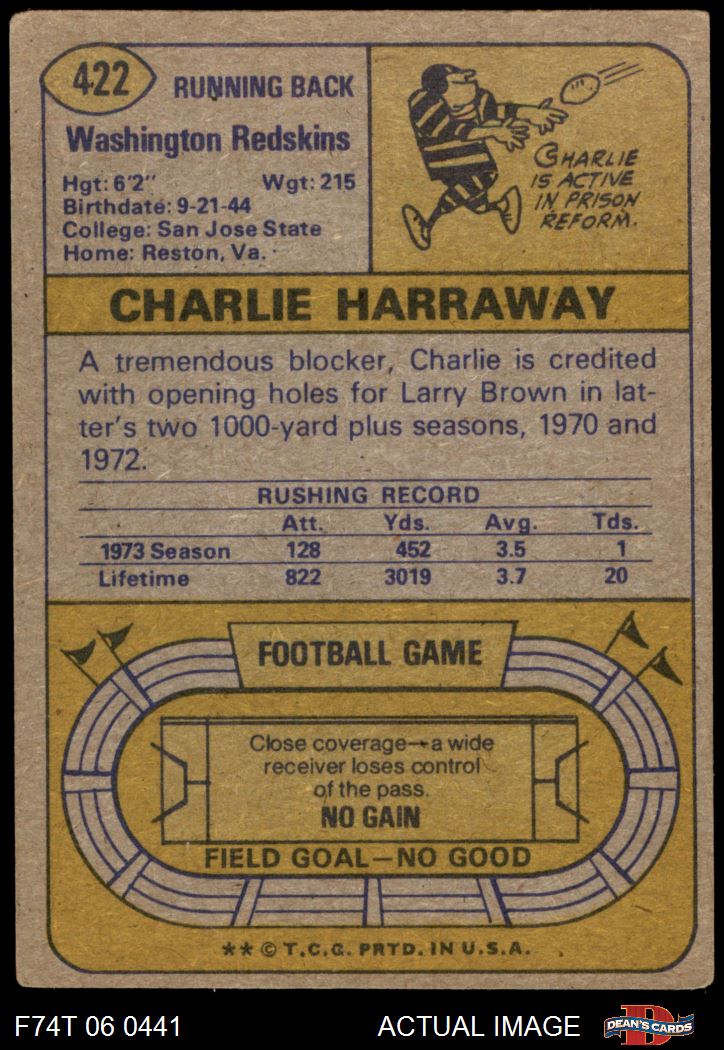 422
RUNNING BACK
Washington Redskins
Hgt: 6'2" Wgt: 215
Birthdate: 9-21-44
College: San Jose State
Home: Reston, Va.
CHARLIE
IS ACTIVE
IN PRISON
REFORM.
CHARLIE HARRAWAY
A tremendous blocker, Charlie is credited
with opening holes for Larry Brown in lat-
ter's two 1000-yard plus seasons, 1970 and
1972.
RUSHING RECORD
Att. Yds. Avg. Tds.
1973 Season 128 452 3.5 1
Lifetime 822 3019 3.7 20
FOOTBALL GAME
Close coverage—a wide
receiver loses control
of the pass.
NO GAIN
FIELD GOAL—NO GOOD
** © T.C.G. PRTD. IN U.S.A.
F74T 06 0441 ACTUAL IMAGE
D
DEAN'S CARDS